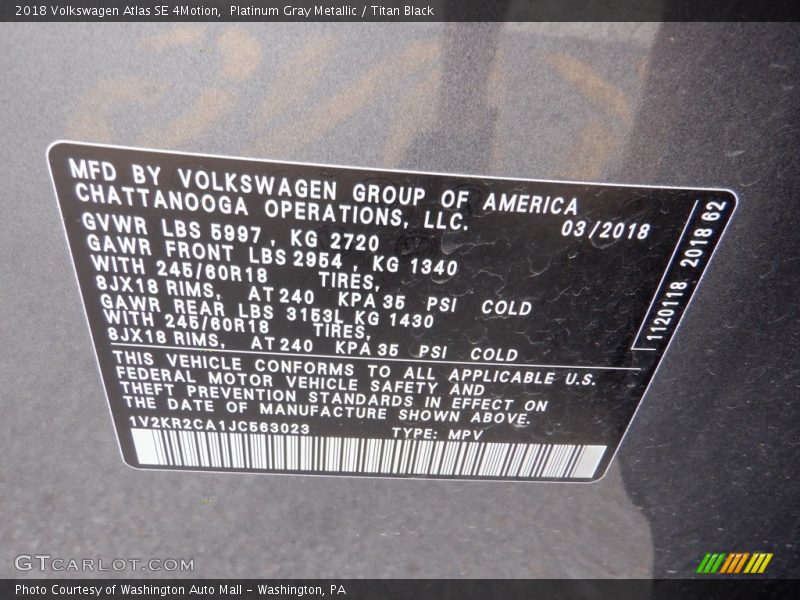 2018 Volkswagen Atlas SE 4Motion,  Platinum Gray Metallic / Titan Black
MFD BY VOLKSWAGEN GROUP OF AMERICA
CHATTANOOGA OPERATIONS, LLC.
03/2018
GVWR LBS 5997 , KG 2720
GAWR FRONT LBS 2954 , KG 1340
WITH 245/60R18 TIRES,
8JX18 RIMS, AT 240 KPA 35 PSI COLD
GAWR REAR LBS 3153L KG 1430
WITH 245/60R18 TIRES,
8JX18 RIMS, AT 240 KPA 35 PSI COLD
1120118 2018 62
THIS VEHICLE CONFORMS TO ALL APPLICABLE U.S.
FEDERAL MOTOR VEHICLE SAFETY AND
THEFT PREVENTION STANDARDS IN EFFECT ON
THE DATE OF MANUFACTURE SHOWN ABOVE.
1V2KR2CA1JC563023 TYPE: MPV
GTCARLOT.COM
Photo Courtesy of Washington Auto Mall - Washington, PA